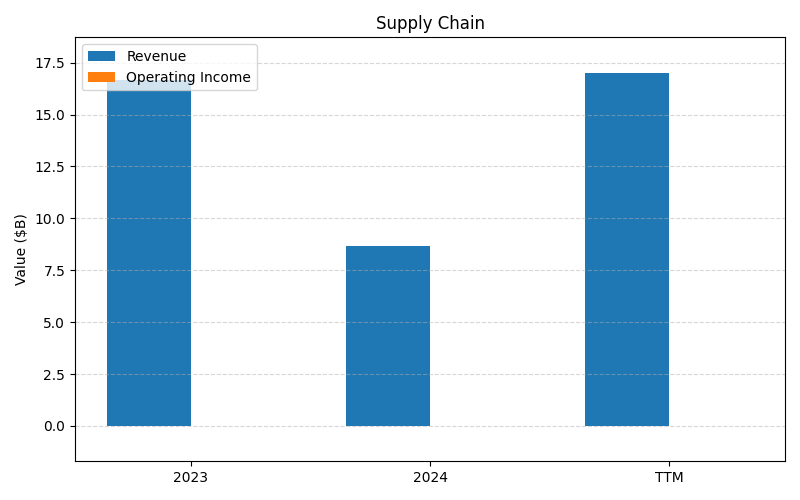 Supply Chain
Revenue
Operating Income
Value ($B)
17.5
15.0
12.5
10.0
7.5
5.0
2.5
0.0
2023
2024
TTM